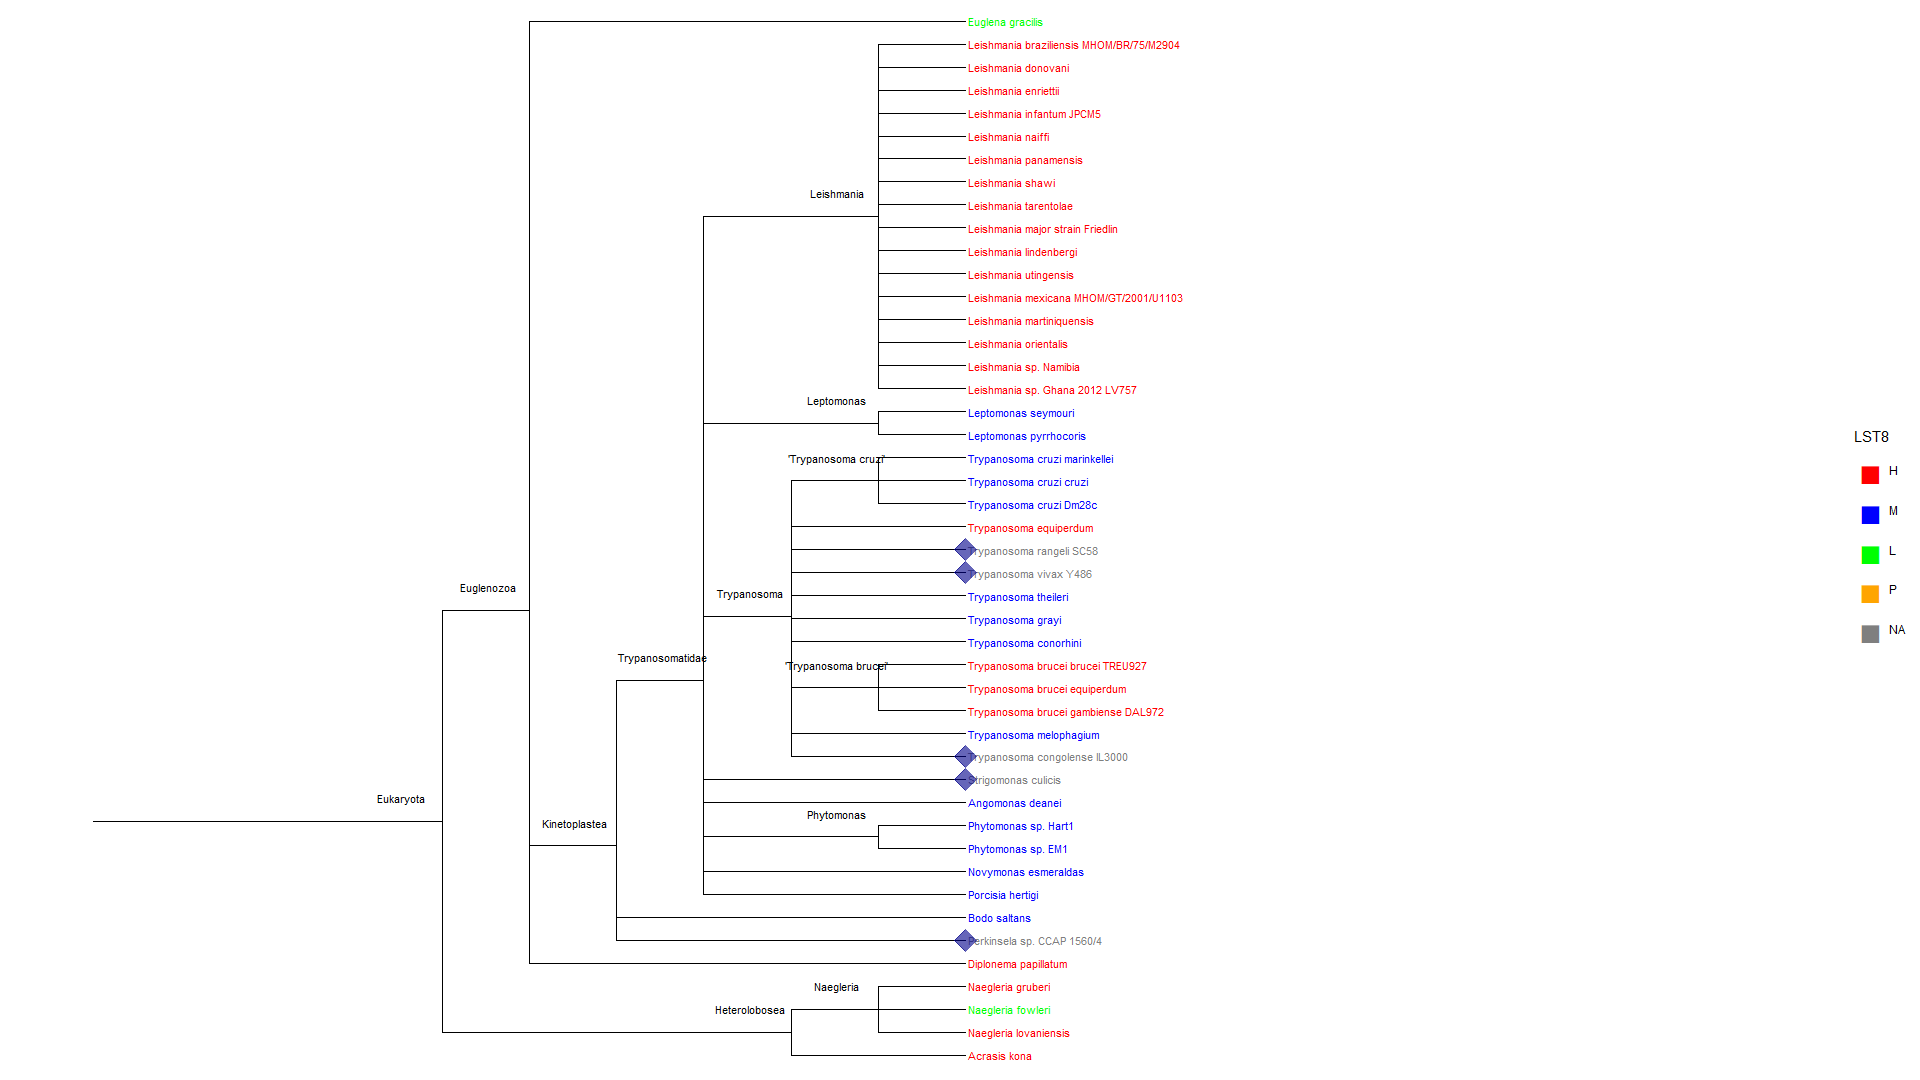 Euglena gracilis
Leishmania braziliensis MHOM/BR/75/M2904
Leishmania donovani
Leishmania enriettii
Leishmania infantum JPCM5
Leishmania naiffi
Leishmania panamensis
Leishmania shawi
Leishmania
Leishmania tarentolae
Leishmania major strain Friedlin
Leishmania lindenbergi
Leishmania utingensis
Leishmania mexicana MHOM/GT/2001/U1103
Leishmania martiniquensis
Leishmania orientalis
Leishmania sp. Namibia
Leishmania sp. Ghana 2012 LV757
Leptomonas
Leptomonas seymouri
Leptomonas pyrrhocoris
'Trypanosoma cruzi'
Trypanosoma cruzi marinkellei
Trypanosoma cruzi cruzi
Trypanosoma cruzi Dm28c
Trypanosoma equiperdum
Trypanosoma rangeli SC58
Trypanosoma vivax Y486
Trypanosoma
Trypanosoma theileri
Trypanosoma grayi
Trypanosoma conorhini
'Trypanosoma brucei'
Trypanosoma brucei brucei TREU927
Trypanosoma brucei equiperdum
Trypanosoma brucei gambiense DAL972
Trypanosoma melophagium
Trypanosoma congolense IL3000
Strigomonas culicis
Angomonas deanei
Phytomonas
Phytomonas sp. Hart1
Phytomonas sp. EM1
Novymonas esmeraldas
Porcisia hertigi
Bodo saltans
Perkinsela sp. CCAP 1560/4
Diplonema papillatum
Naegleria
Naegleria gruberi
Heterolobosea
Naegleria fowleri
Naegleria lovaniensis
Acrasis kona
Euglenozoa
Trypanosomatidae
Eukaryota
Kinetoplastea
LST8
H
M
L
P
NA